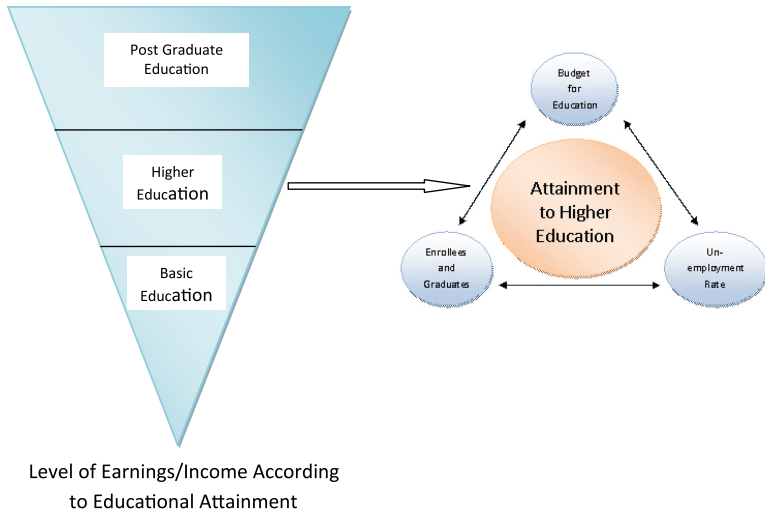 Post Graduate
Education
Higher
Education
Basic
Education
Level of Earnings/Income According
to Educational Attainment
Budget
for
Education
Attainment
to Higher
Education
Enrollees
and
Graduates
Un-
employment
Rate